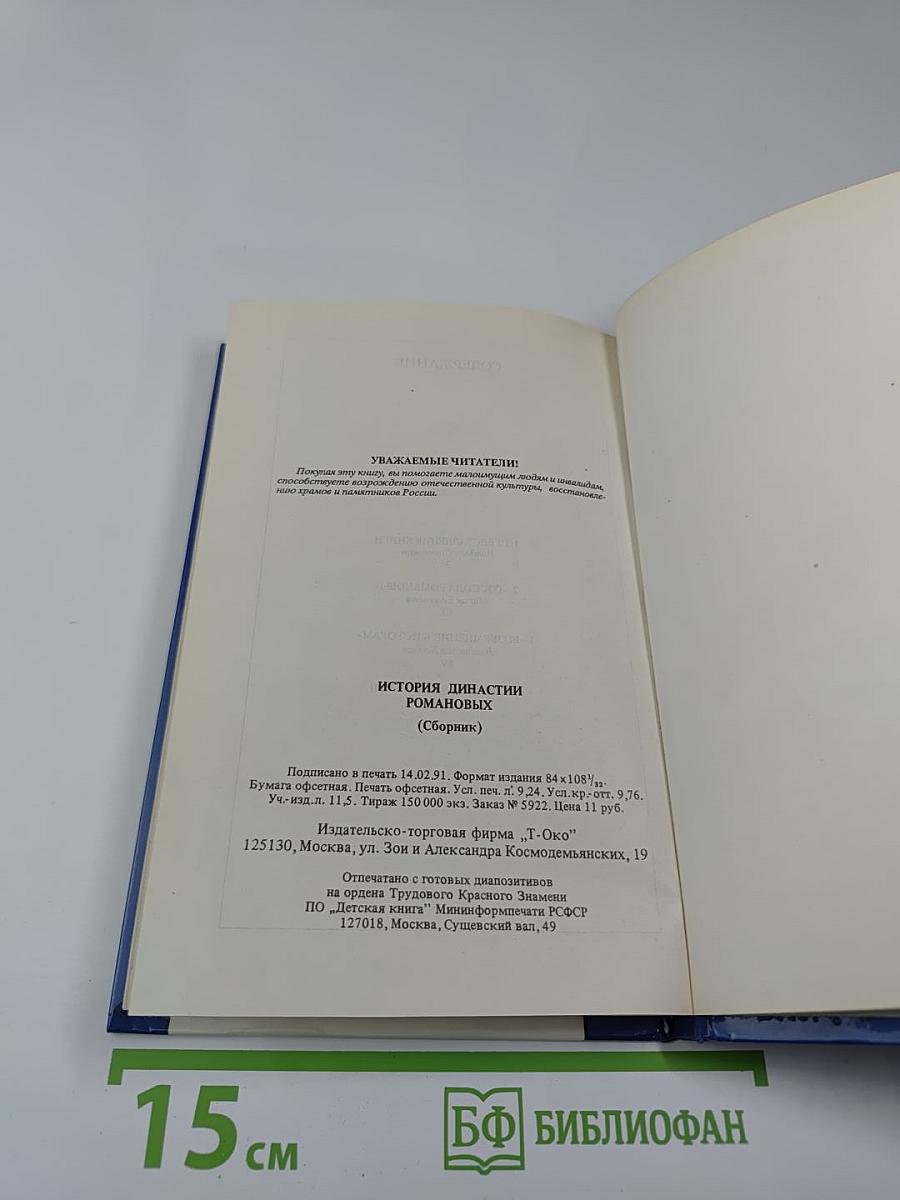 СОДЕРЖАНИЕ
УВАЖАЕМЫЕ ЧИТАТЕЛИ!
Покупая эту книгу, вы помогаете малоимущим людям и инвалидам,
способствуете возрождению отечественной культуры, восстановле-
нию храмов и памятников России.
ИСТОРИЯ ДИНАСТИИ
РОМАНОВЫХ
(Сборник)
Подписано в печать 14.02.91. Формат издания 84×108 1/32.
Бумага офсетная. Печать офсетная. Усл. печ. л. 9,24. Усл.кр.-отт. 9,76.
Уч.-изд.л. 11,5. Тираж 150 000 экз. Заказ № 5922. Цена 11 руб.
Издательско-торговая фирма „Т-Око"
125130, Москва, ул. Зои и Александра Космодемьянских, 19
Отпечатано с готовых диапозитивов
на ордена Трудового Красного Знамени
ПО „Детская книга" Мининформпечати РСФСР
127018, Москва, Сущевский вал, 49
15 см
БФ БИБЛИОФАН